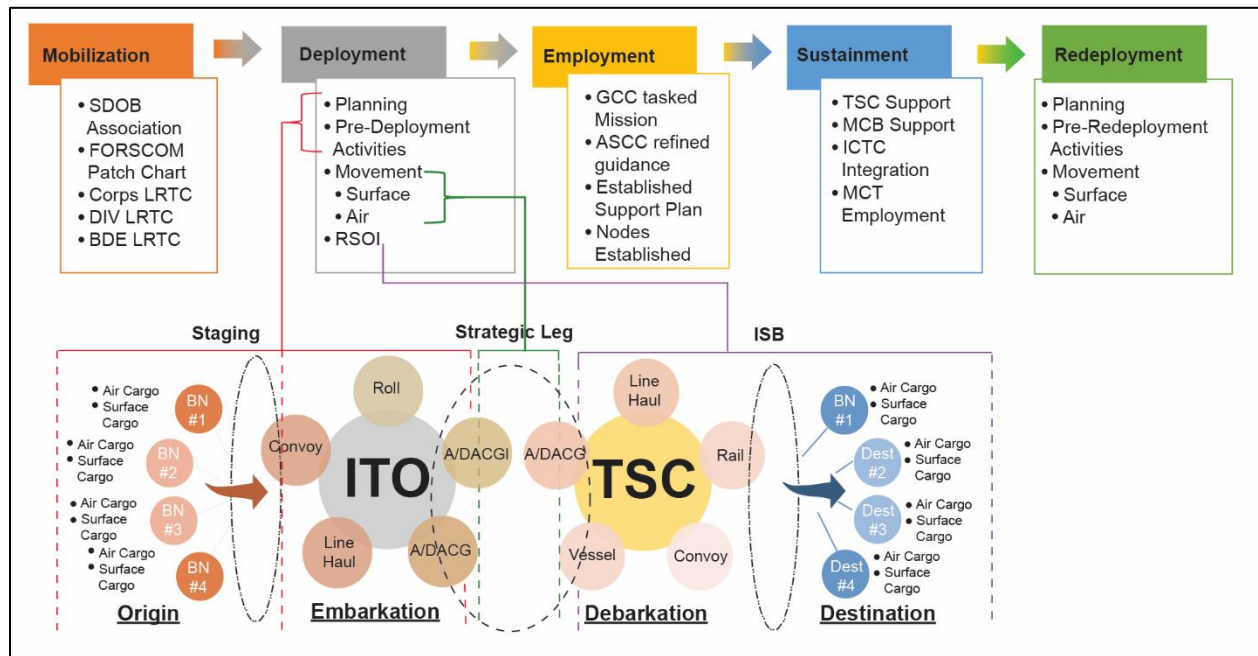 Mobilization
• SDOB
Association
• FORSCOM
Patch Chart
• Corps LRTC
• DIV LRTC
• BDE LRTC
Deployment
• Planning
• Pre-Deployment
Activities
• Movement
• Surface
• Air
• RSOI
Employment
• GCC tasked
Mission
• ASCC refined
guidance
• Established
Support Plan
• Nodes
Established
Sustainment
• TSC Support
• MCB Support
• ICTC
Integration
• MCT
Employment
Redeployment
• Planning
• Pre-Redeployment
Activities
• Movement
• Surface
• Air
Staging
Strategic Leg
ISB
• Air Cargo
• Surface
Cargo
BN
#1
• Air Cargo
• Surface
Cargo
BN
#2
• Air Cargo
• Surface
Cargo
BN
#3
• Air Cargo
• Surface
Cargo
BN
#4
Origin
Roll
Convoy
ITO
A/DACGI
Line
Haul
A/DACG
Embarkation
Line
Haul
A/DACG
TSC
Rail
Vessel
Convoy
Debarkation
BN
#1
• Air Cargo
• Surface
Cargo
Dest
#2
• Air Cargo
• Surface
Cargo
Dest
#3
• Air Cargo
• Surface
Cargo
Dest
#4
• Air Cargo
• Surface
Cargo
Destination